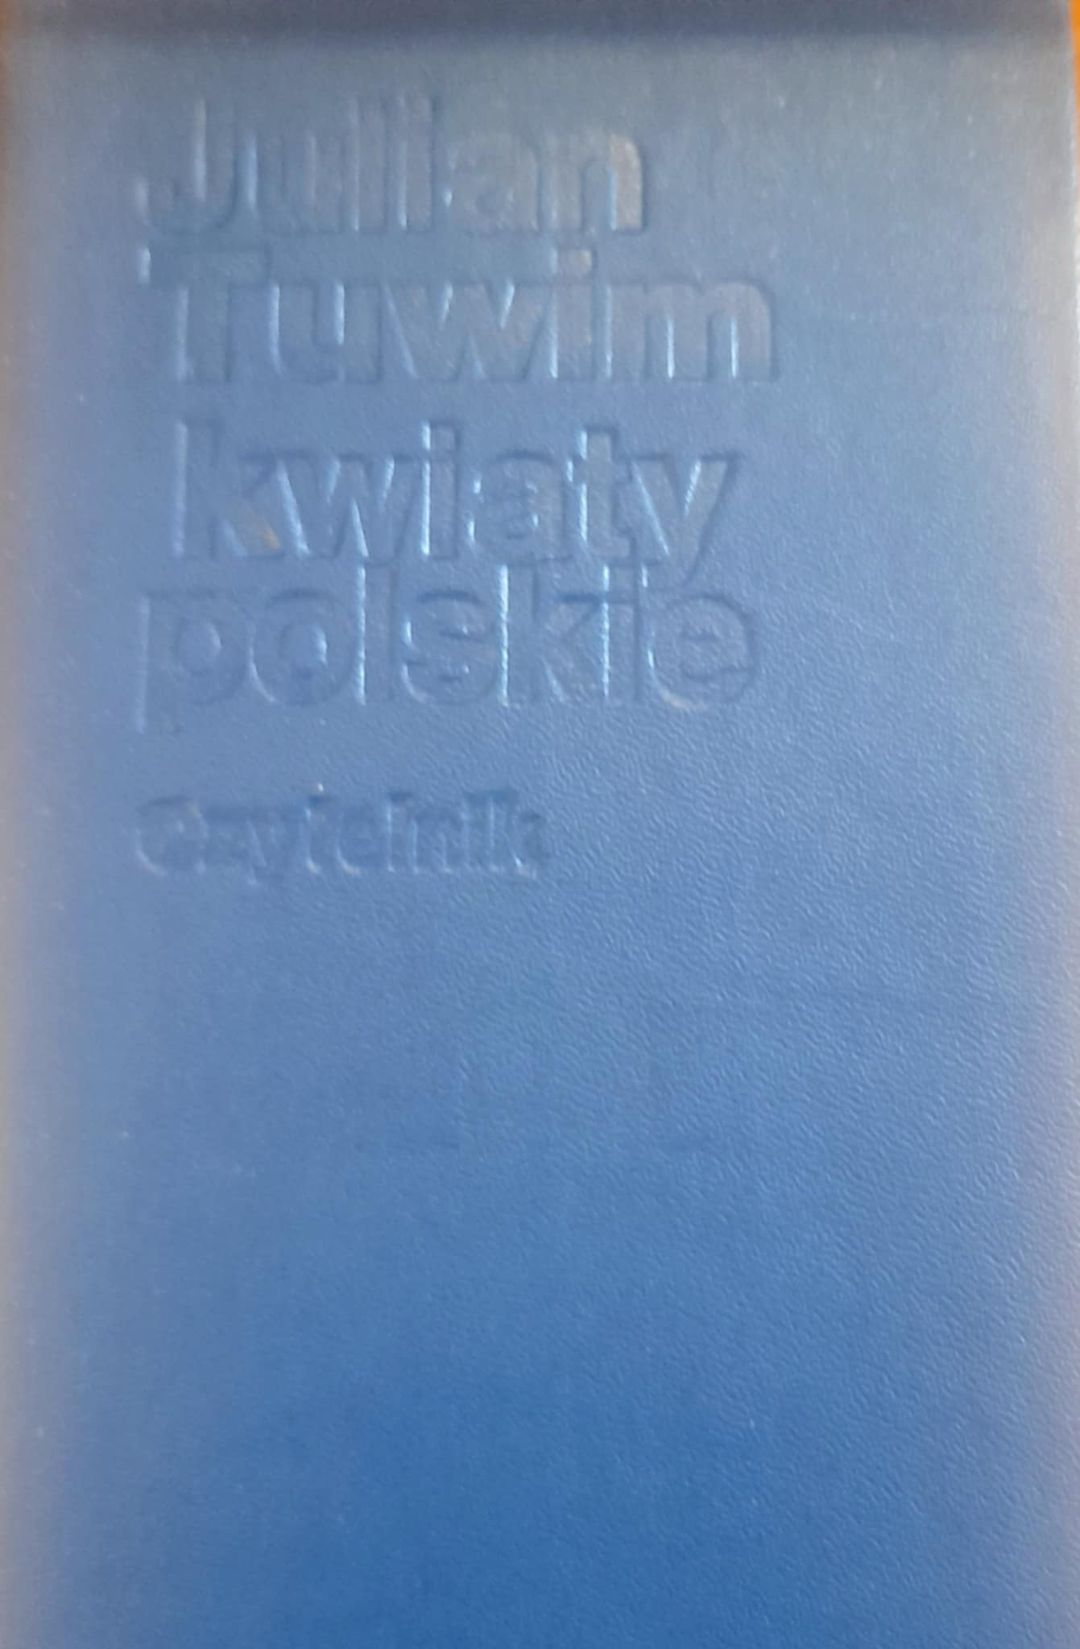 Julian
Tuwim
kwiaty
polskie
Czytelnik